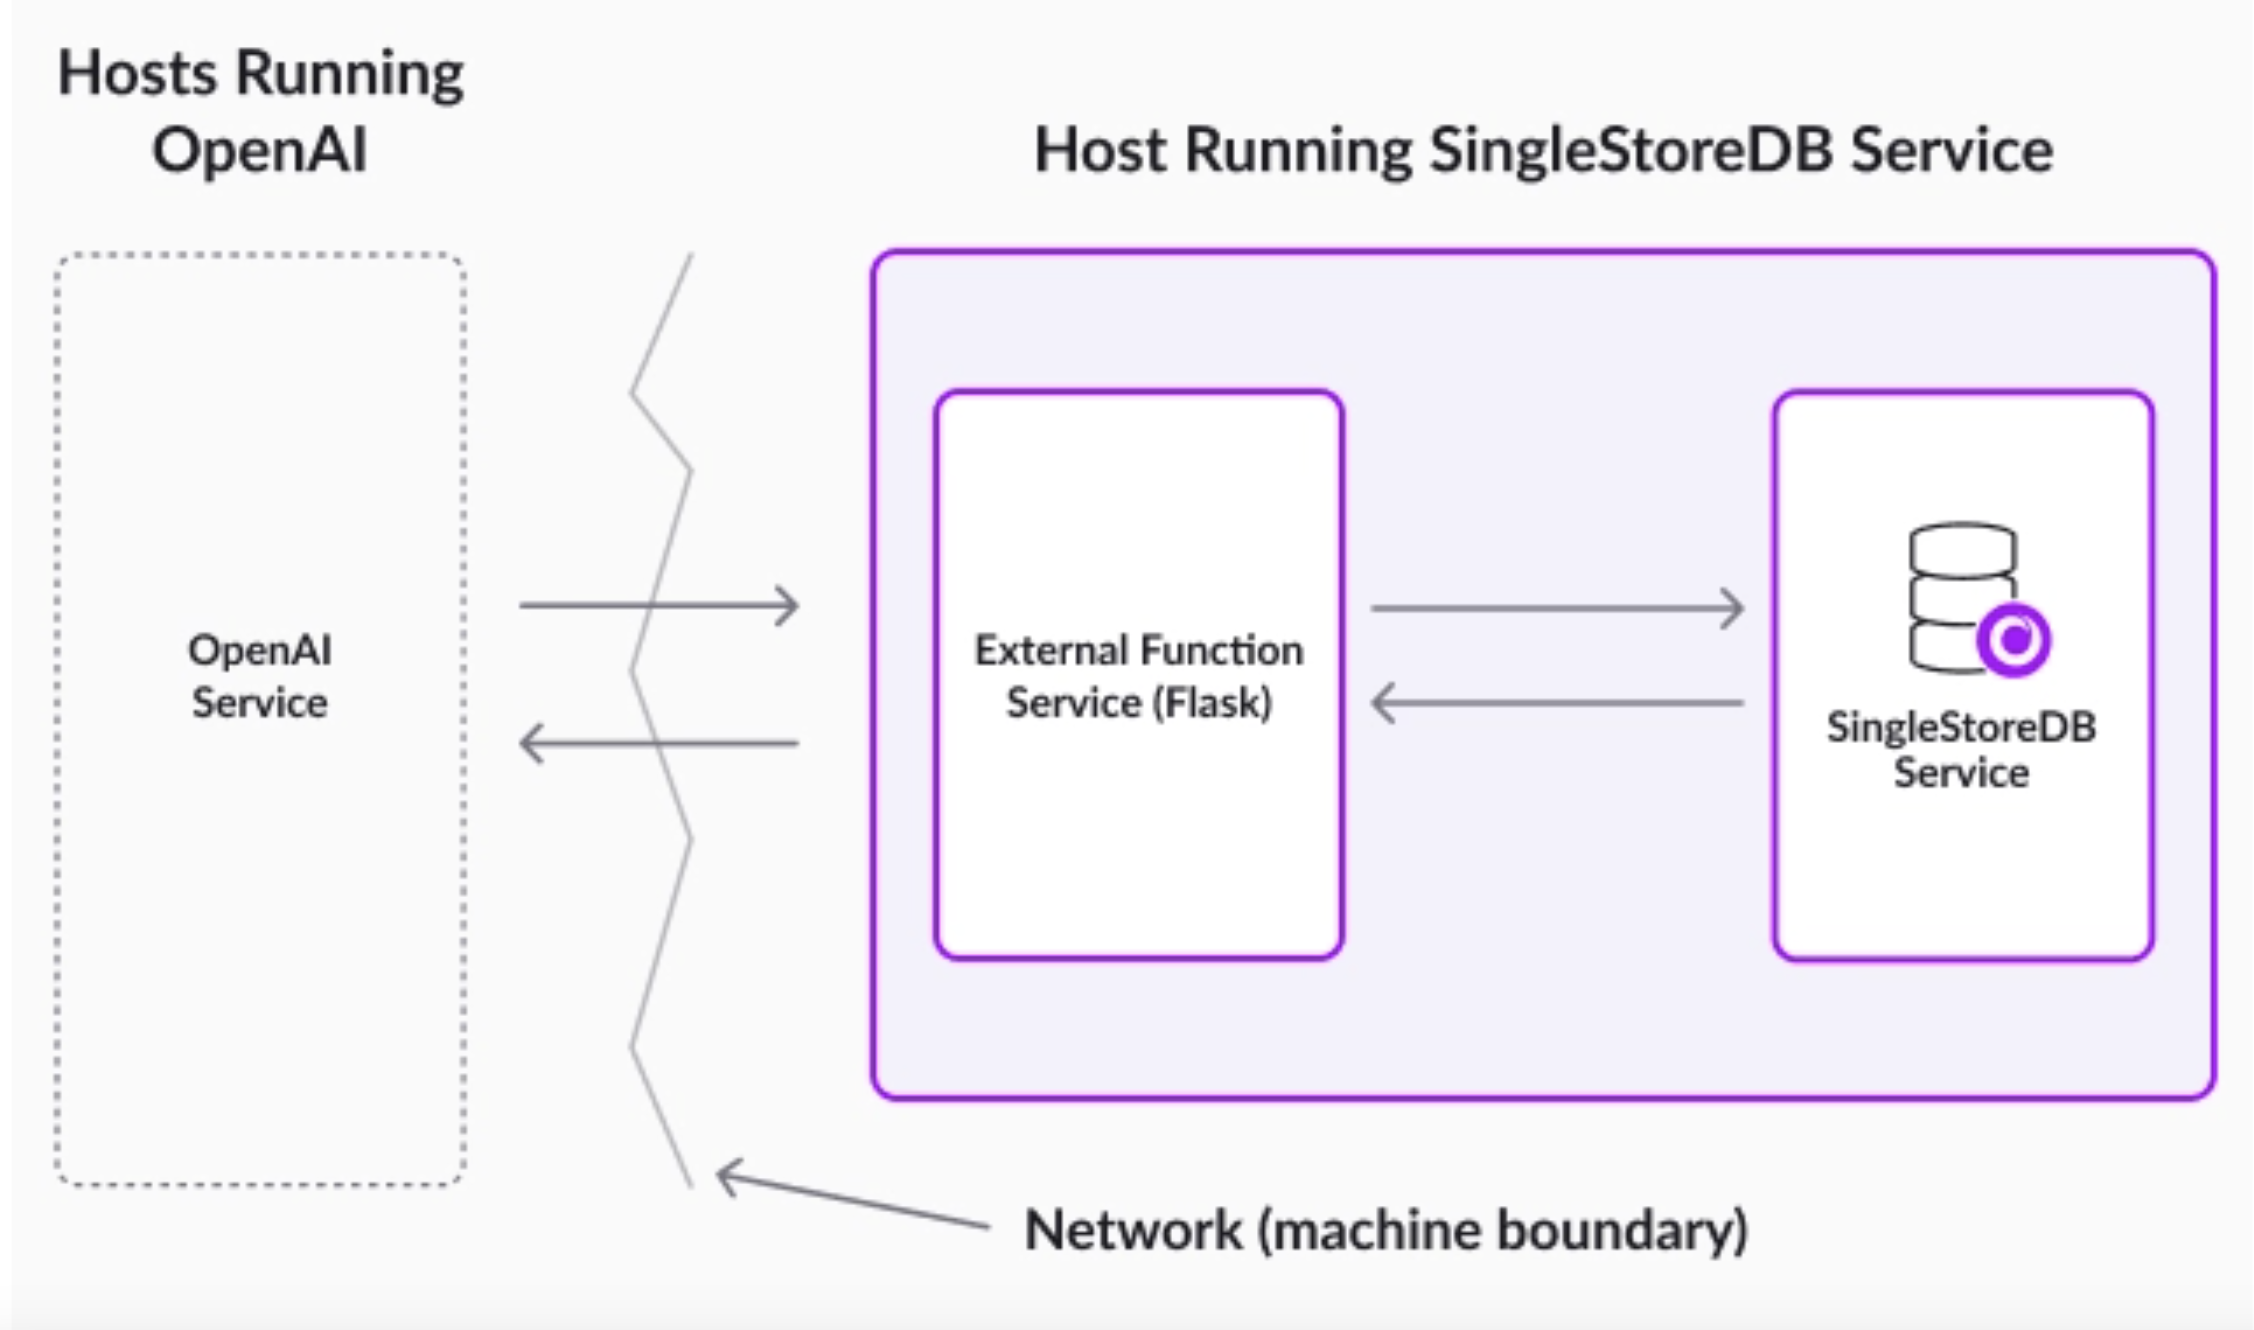 Hosts Running
OpenAI
Host Running SingleStoreDB Service
OpenAI
Service
External Function
Service (Flask)
SingleStoreDB
Service
Network (machine boundary)